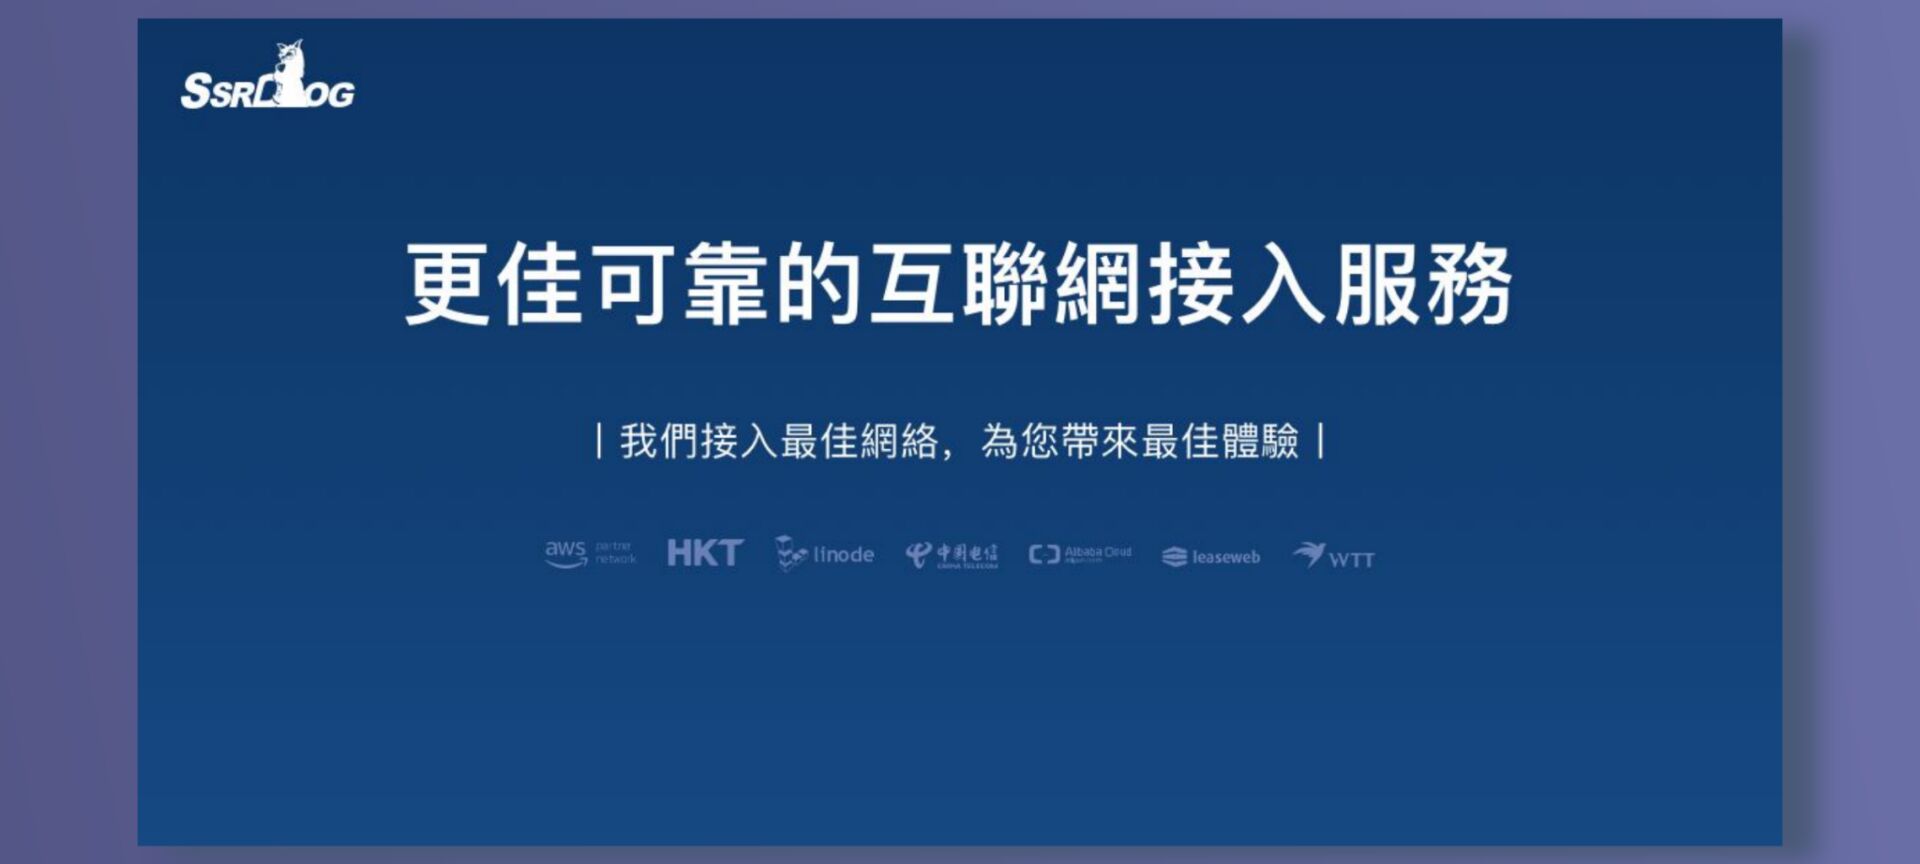 SSRDOG
更佳可靠的互聯網接入服務
| 我們接入最佳網絡，為您帶來最佳體驗 |
aws partner network HKT linode 中国电信 CHINA TELECOM Alibaba Cloud leaseweb WTT